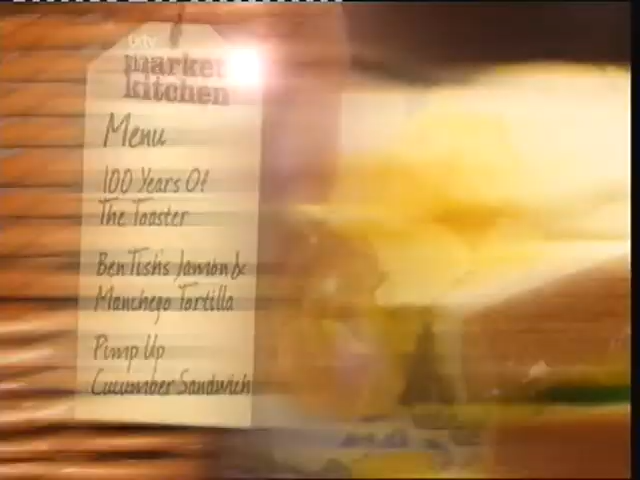 market
kitchen
Menu
100 Years Of
The Toaster
Ben Tish's Jamon &
Manchego Tortilla
Pimp Up
Cucumber Sandwich